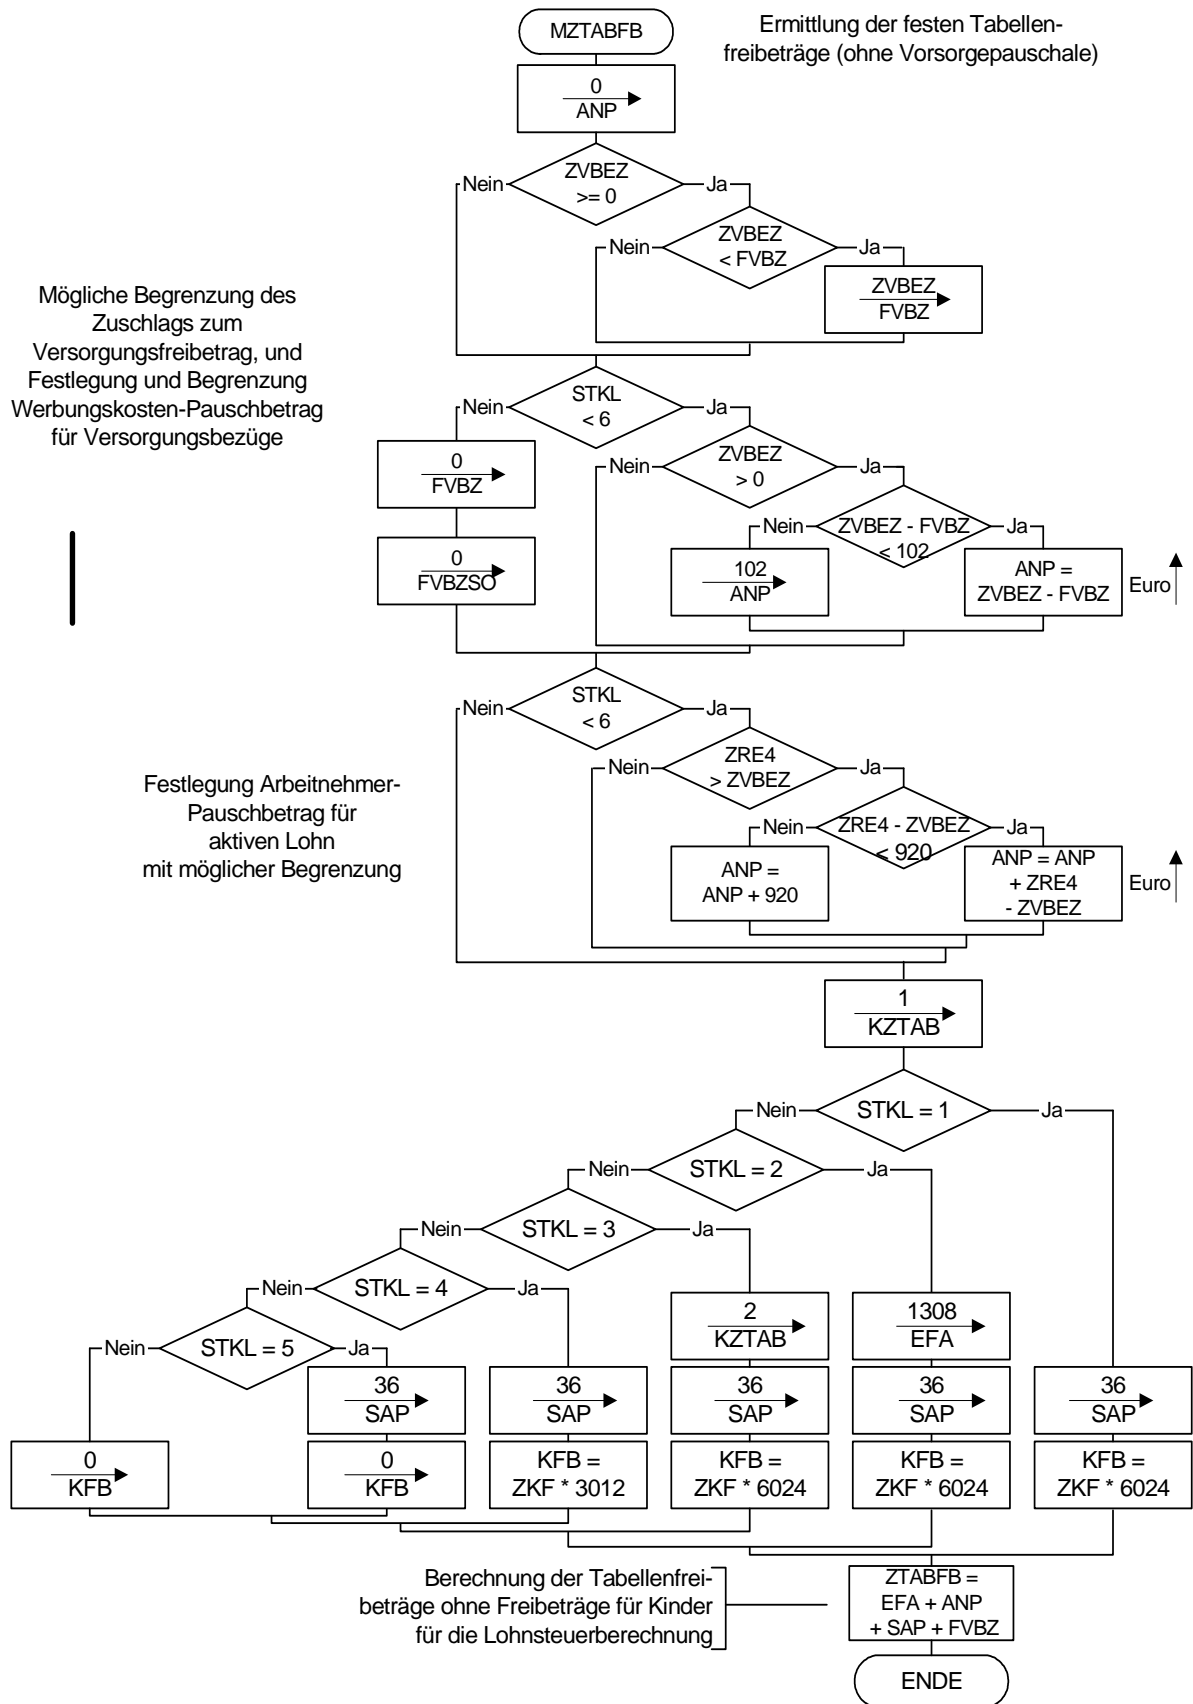 MZTABFB
Ermittlung der festen Tabellen-
freibeträge (ohne Vorsorgepauschale)
0
ANP
ZVBEZ
>= 0
Nein
Ja
ZVBEZ
< FVBZ
Nein
Ja
ZVBEZ
FVBZ
Mögliche Begrenzung des
Zuschlags zum
Versorgungsfreibetrag, und
Festlegung und Begrenzung
Werbungskosten-Pauschbetrag
für Versorgungsbezüge
STKL
< 6
Nein
Ja
0
FVBZ
0
FVBZSO
ZVBEZ
> 0
Nein
Ja
ZVBEZ - FVBZ
< 102
Nein
Ja
102
ANP
ANP =
ZVBEZ - FVBZ
Euro
STKL
< 6
Nein
Ja
Festlegung Arbeitnehmer-
Pauschbetrag für
aktiven Lohn
mit möglicher Begrenzung
ZRE4
> ZVBEZ
Nein
Ja
ZRE4 - ZVBEZ
< 920
Nein
Ja
ANP =
ANP + 920
ANP = ANP
+ ZRE4
- ZVBEZ
Euro
1
KZTAB
STKL = 1
Nein
Ja
STKL = 2
Nein
Ja
STKL = 3
Nein
Ja
STKL = 4
Nein
Ja
STKL = 5
Nein
Ja
2
KZTAB
1308
EFA
36
SAP
36
SAP
36
SAP
36
SAP
36
SAP
0
KFB
0
KFB
KFB =
ZKF * 3012
KFB =
ZKF * 6024
KFB =
ZKF * 6024
KFB =
ZKF * 6024
Berechnung der Tabellenfrei-
beträge ohne Freibeträge für Kinder
für die Lohnsteuerberechnung
ZTABFB =
EFA + ANP
+ SAP + FVBZ
ENDE